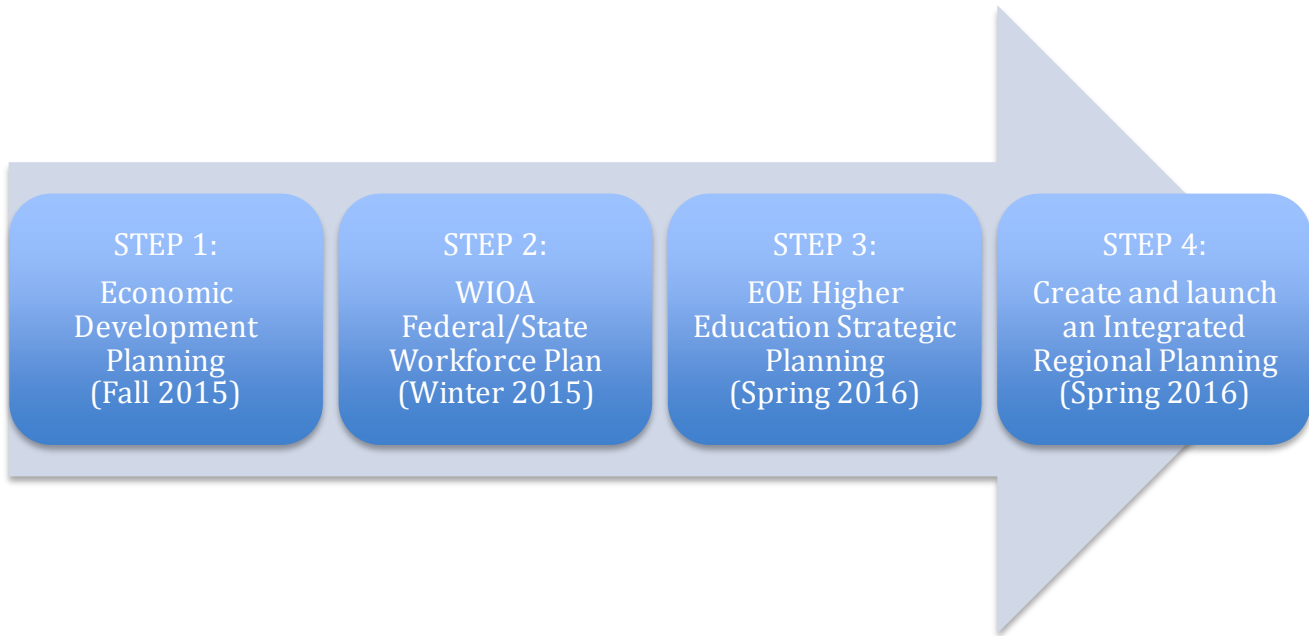 STEP 1:
Economic
Development
Planning
(Fall 2015)
STEP 2:
WIOA
Federal/State
Workforce Plan
(Winter 2015)
STEP 3:
EOE Higher
Education Strategic
Planning
(Spring 2016)
STEP 4:
Create and launch
an Integrated
Regional Planning
(Spring 2016)